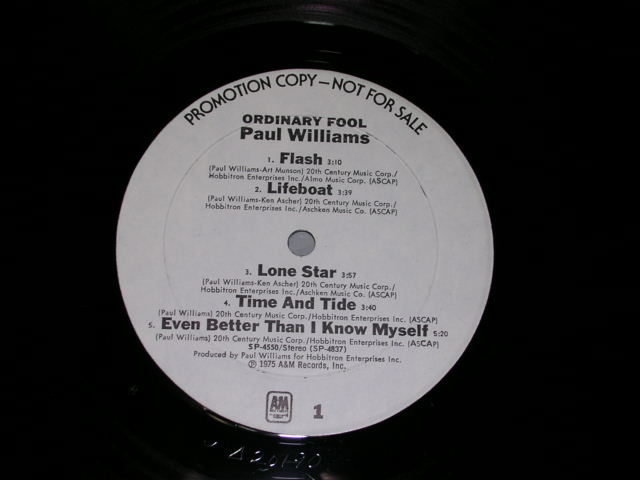 PROMOTION COPY—NOT FOR SALE
ORDINARY FOOL
Paul Williams
1. Flash 3:10
(Paul Williams-Art Munson) 20th Century Music Corp./
Hobbitron Enterprises Inc./Almo Music Corp. (ASCAP)
2. Lifeboat 3:39
(Paul Williams-Ken Ascher) 20th Century Music Corp./
Hobbitron Enterprises Inc./Aschken Music Co. (ASCAP)
3. Lone Star 3:57
(Paul Williams-Ken Ascher) 20th Century Music Corp./
Hobbitron Enterprises Inc./Aschken Music Co. (ASCAP)
4. Time And Tide 3:40
(Paul Williams) 20th Century Music Corp./Hobbitron Enterprises Inc. (ASCAP)
5. Even Better Than I Know Myself 5:20
(Paul Williams) 20th Century Music Corp./Hobbitron Enterprises Inc. (ASCAP)
SP-4550/Stereo (SP-4837)
Produced by Paul Williams for Hobbitron Enterprises Inc.
℗ 1975 A&M Records, Inc.
A&M
1